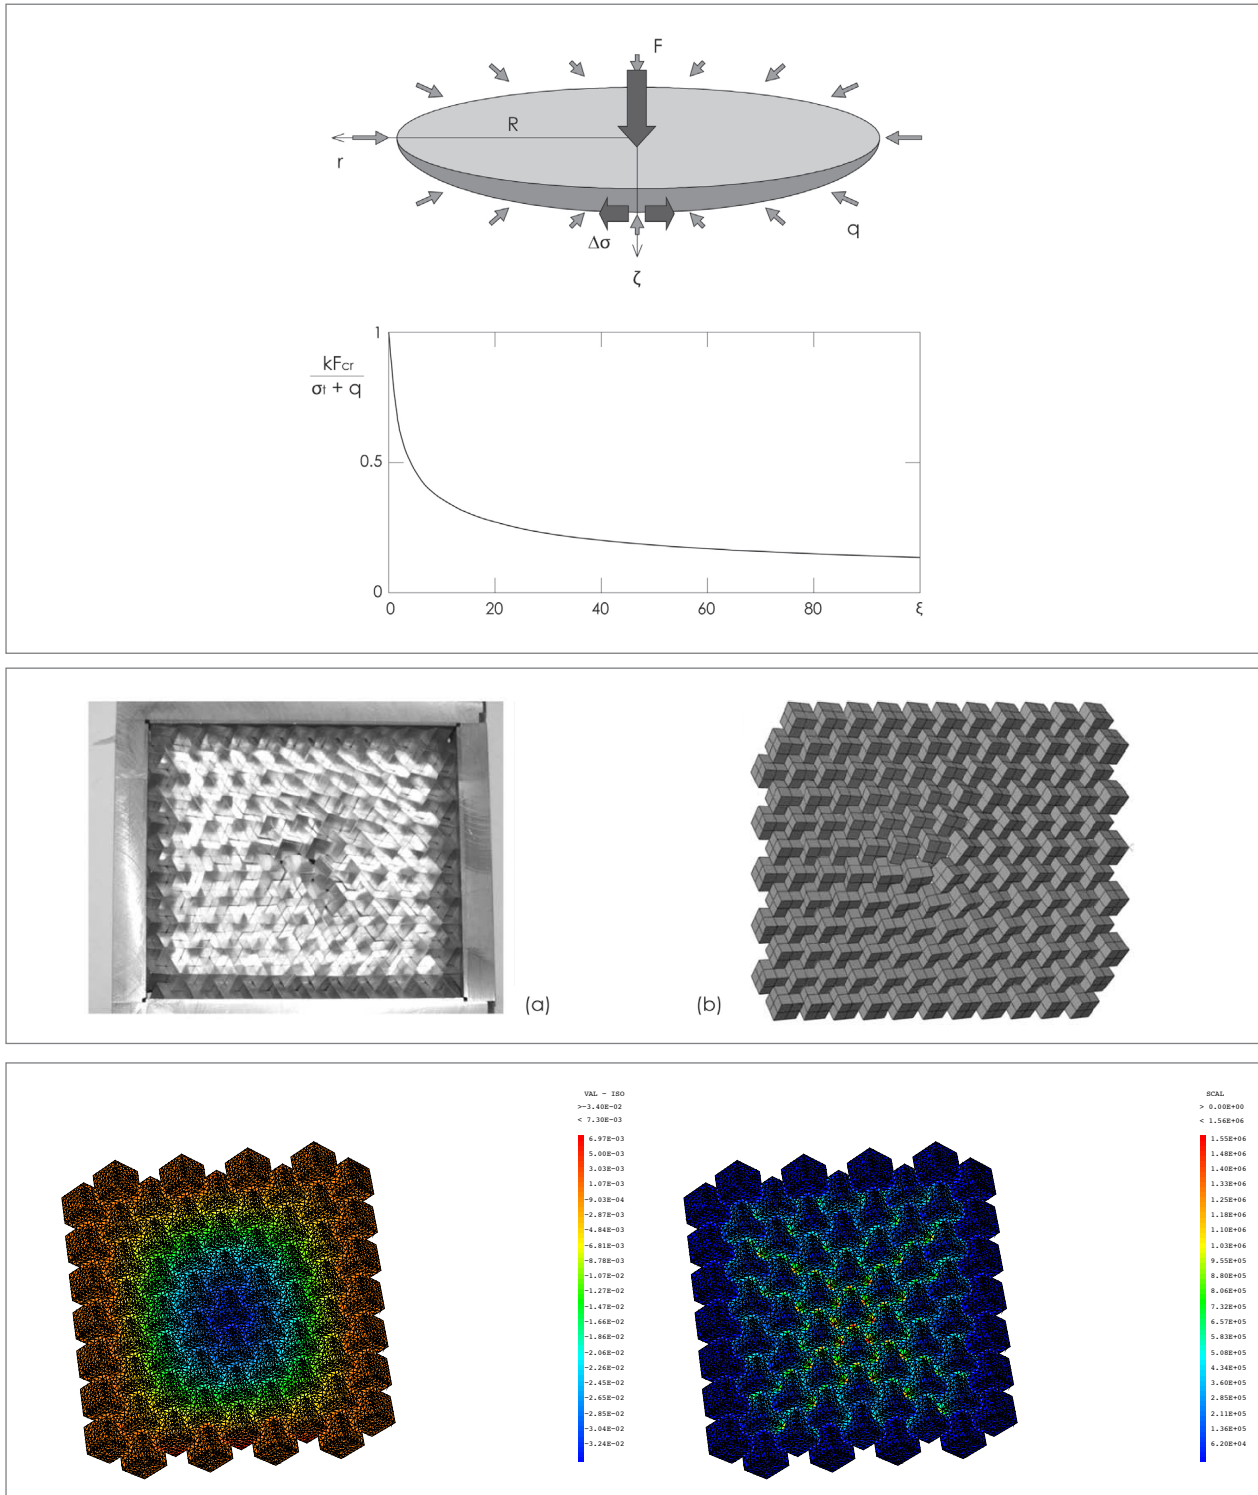 F
R
r
q
Δσ
ζ
1
kFcr
σt + q
0.5
0
0 20 40 60 80 ξ
(a) (b)
VAL - ISO
>-3.40E-02
< 7.30E-03
6.97E-03
5.00E-03
3.03E-03
1.07E-03
-9.03E-04
-2.87E-03
-4.84E-03
-6.81E-03
-8.78E-03
-1.07E-02
-1.27E-02
-1.47E-02
-1.66E-02
-1.86E-02
-2.06E-02
-2.26E-02
-2.45E-02
-2.65E-02
-2.85E-02
-3.04E-02
-3.24E-02
SCAL
> 0.00E+00
< 1.56E+06
1.55E+06
1.48E+06
1.40E+06
1.33E+06
1.25E+06
1.18E+06
1.10E+06
1.03E+06
9.55E+05
8.80E+05
8.06E+05
7.32E+05
6.57E+05
5.83E+05
5.08E+05
4.34E+05
3.60E+05
2.85E+05
2.11E+05
1.36E+05
6.20E+04